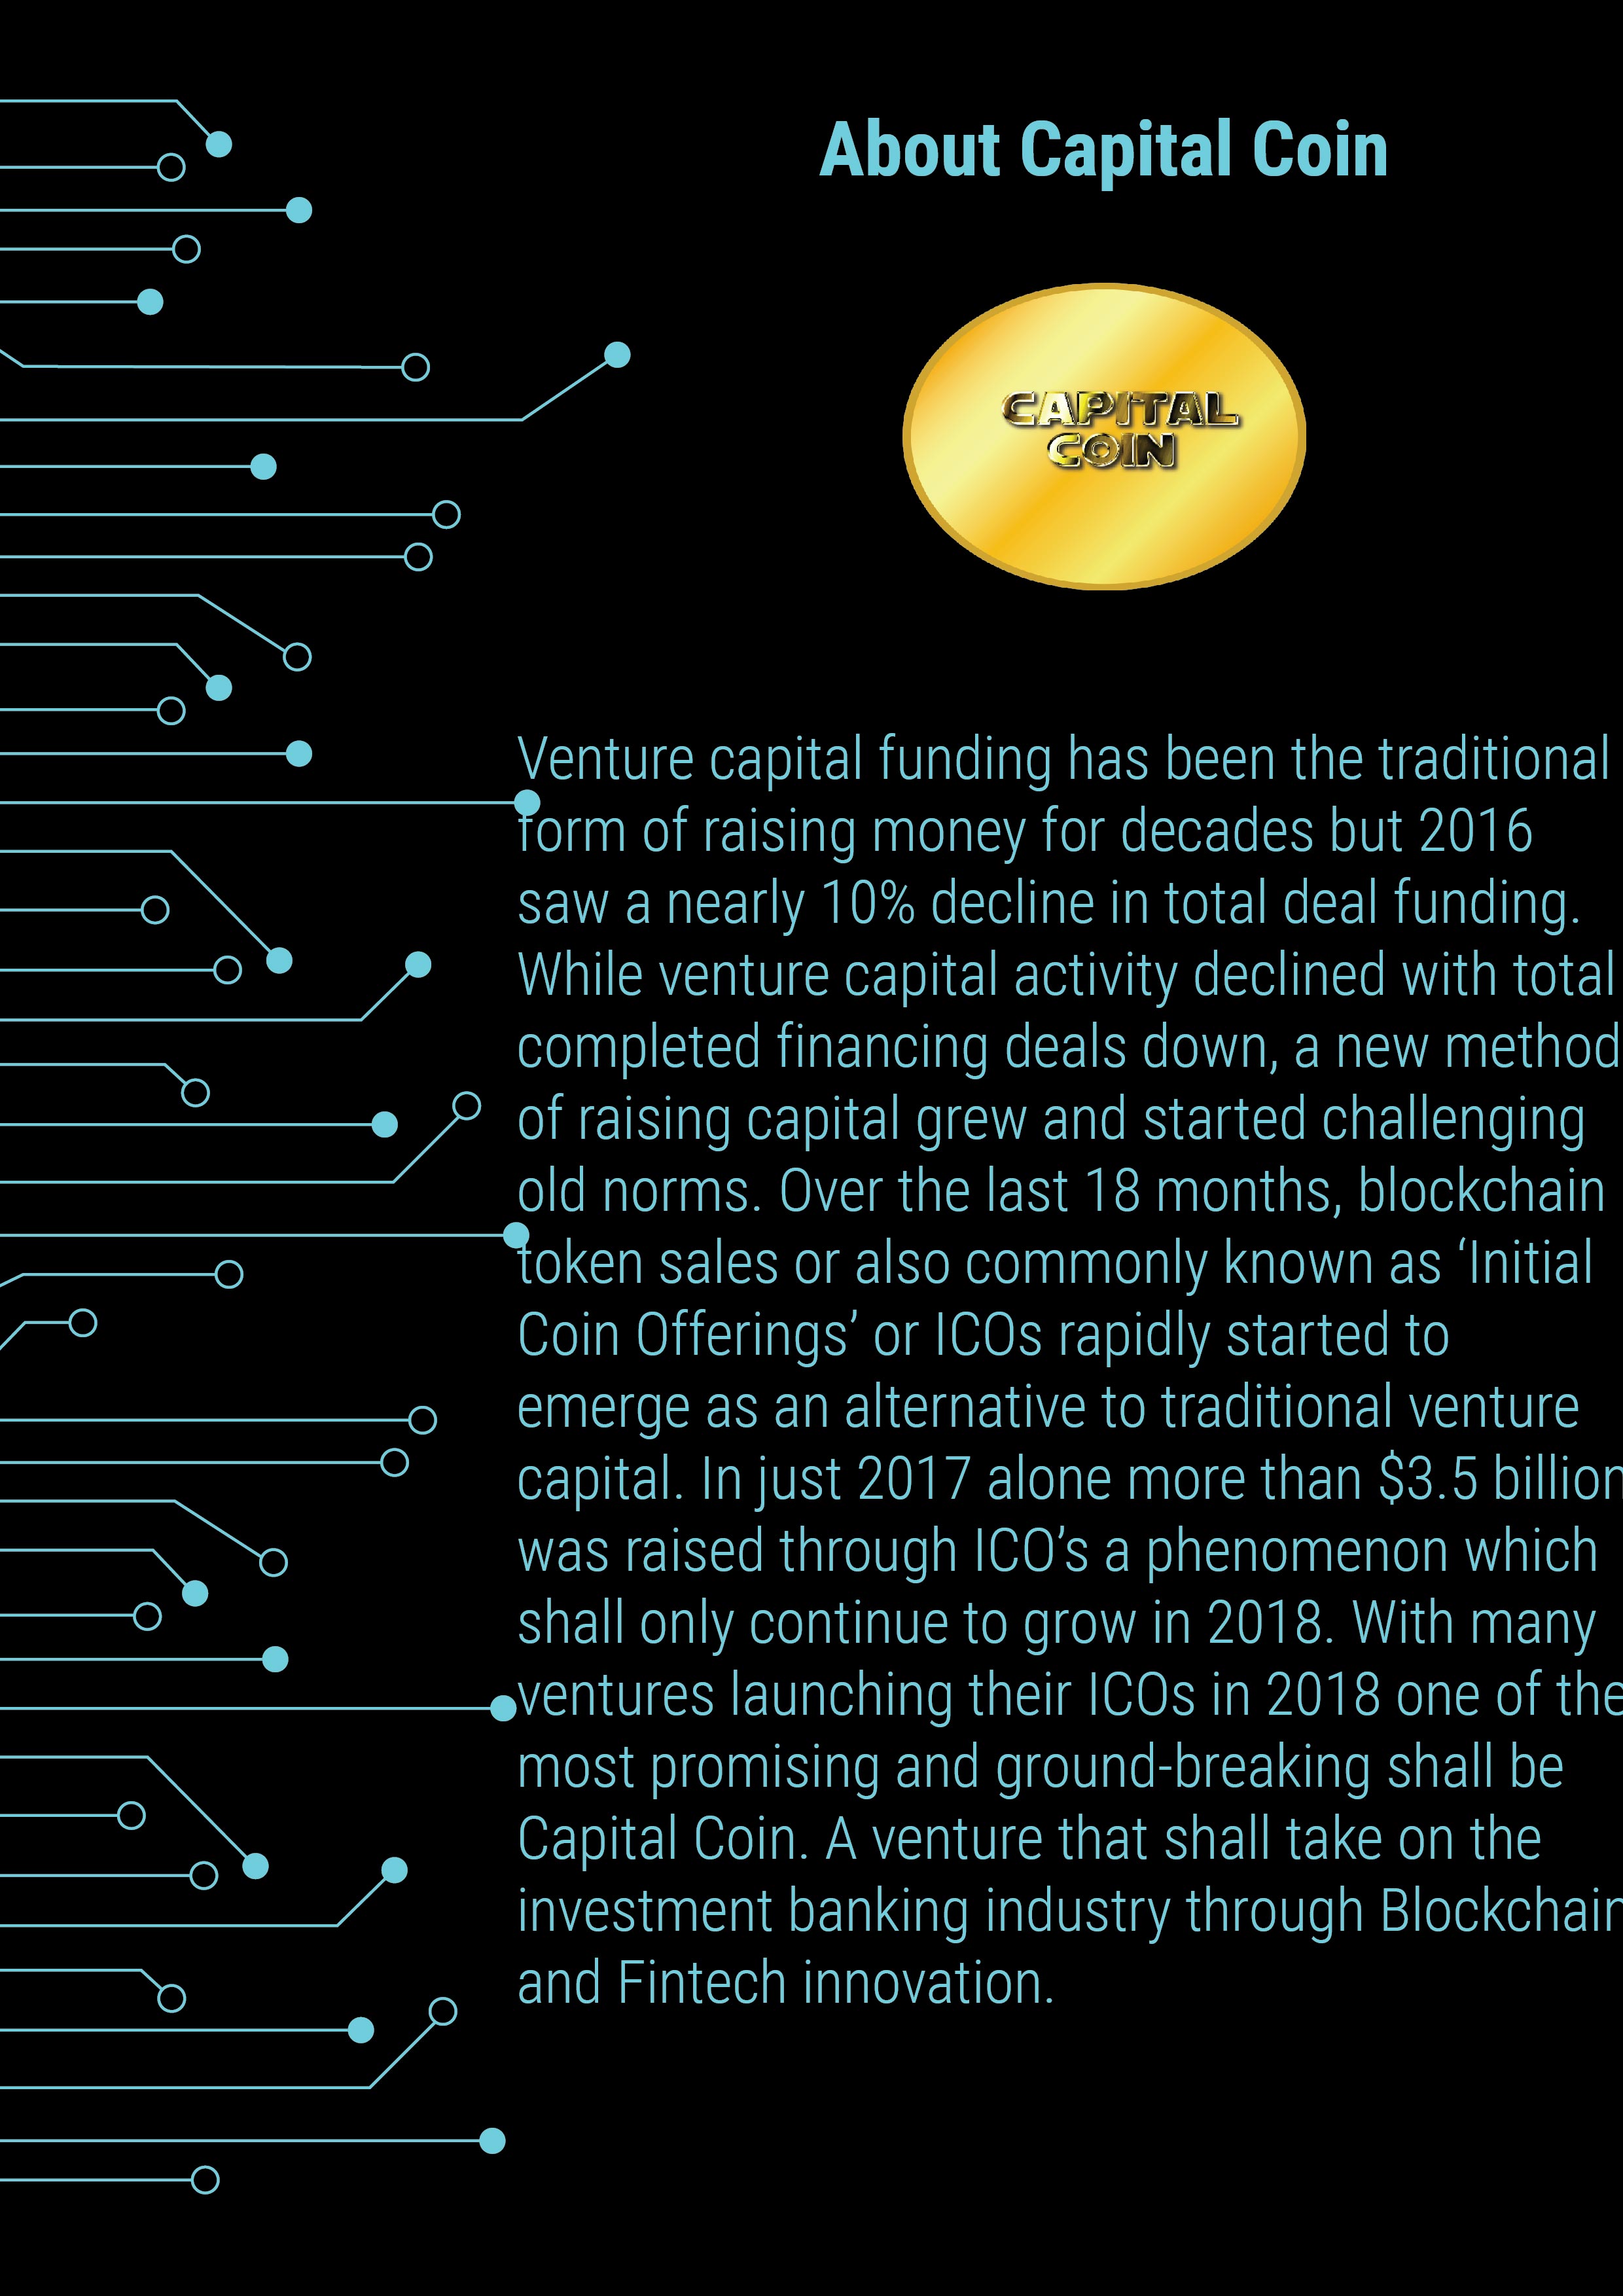 About Capital Coin
CAPITAL
COIN
Venture capital funding has been the traditional
form of raising money for decades but 2016
saw a nearly 10% decline in total deal funding.
While venture capital activity declined with total
completed financing deals down, a new method
of raising capital grew and started challenging
old norms. Over the last 18 months, blockchain
token sales or also commonly known as ‘Initial
Coin Offerings’ or ICOs rapidly started to
emerge as an alternative to traditional venture
capital. In just 2017 alone more than $3.5 billion
was raised through ICO’s a phenomenon which
shall only continue to grow in 2018. With many
ventures launching their ICOs in 2018 one of the
most promising and ground-breaking shall be
Capital Coin. A venture that shall take on the
investment banking industry through Blockchain
and Fintech innovation.